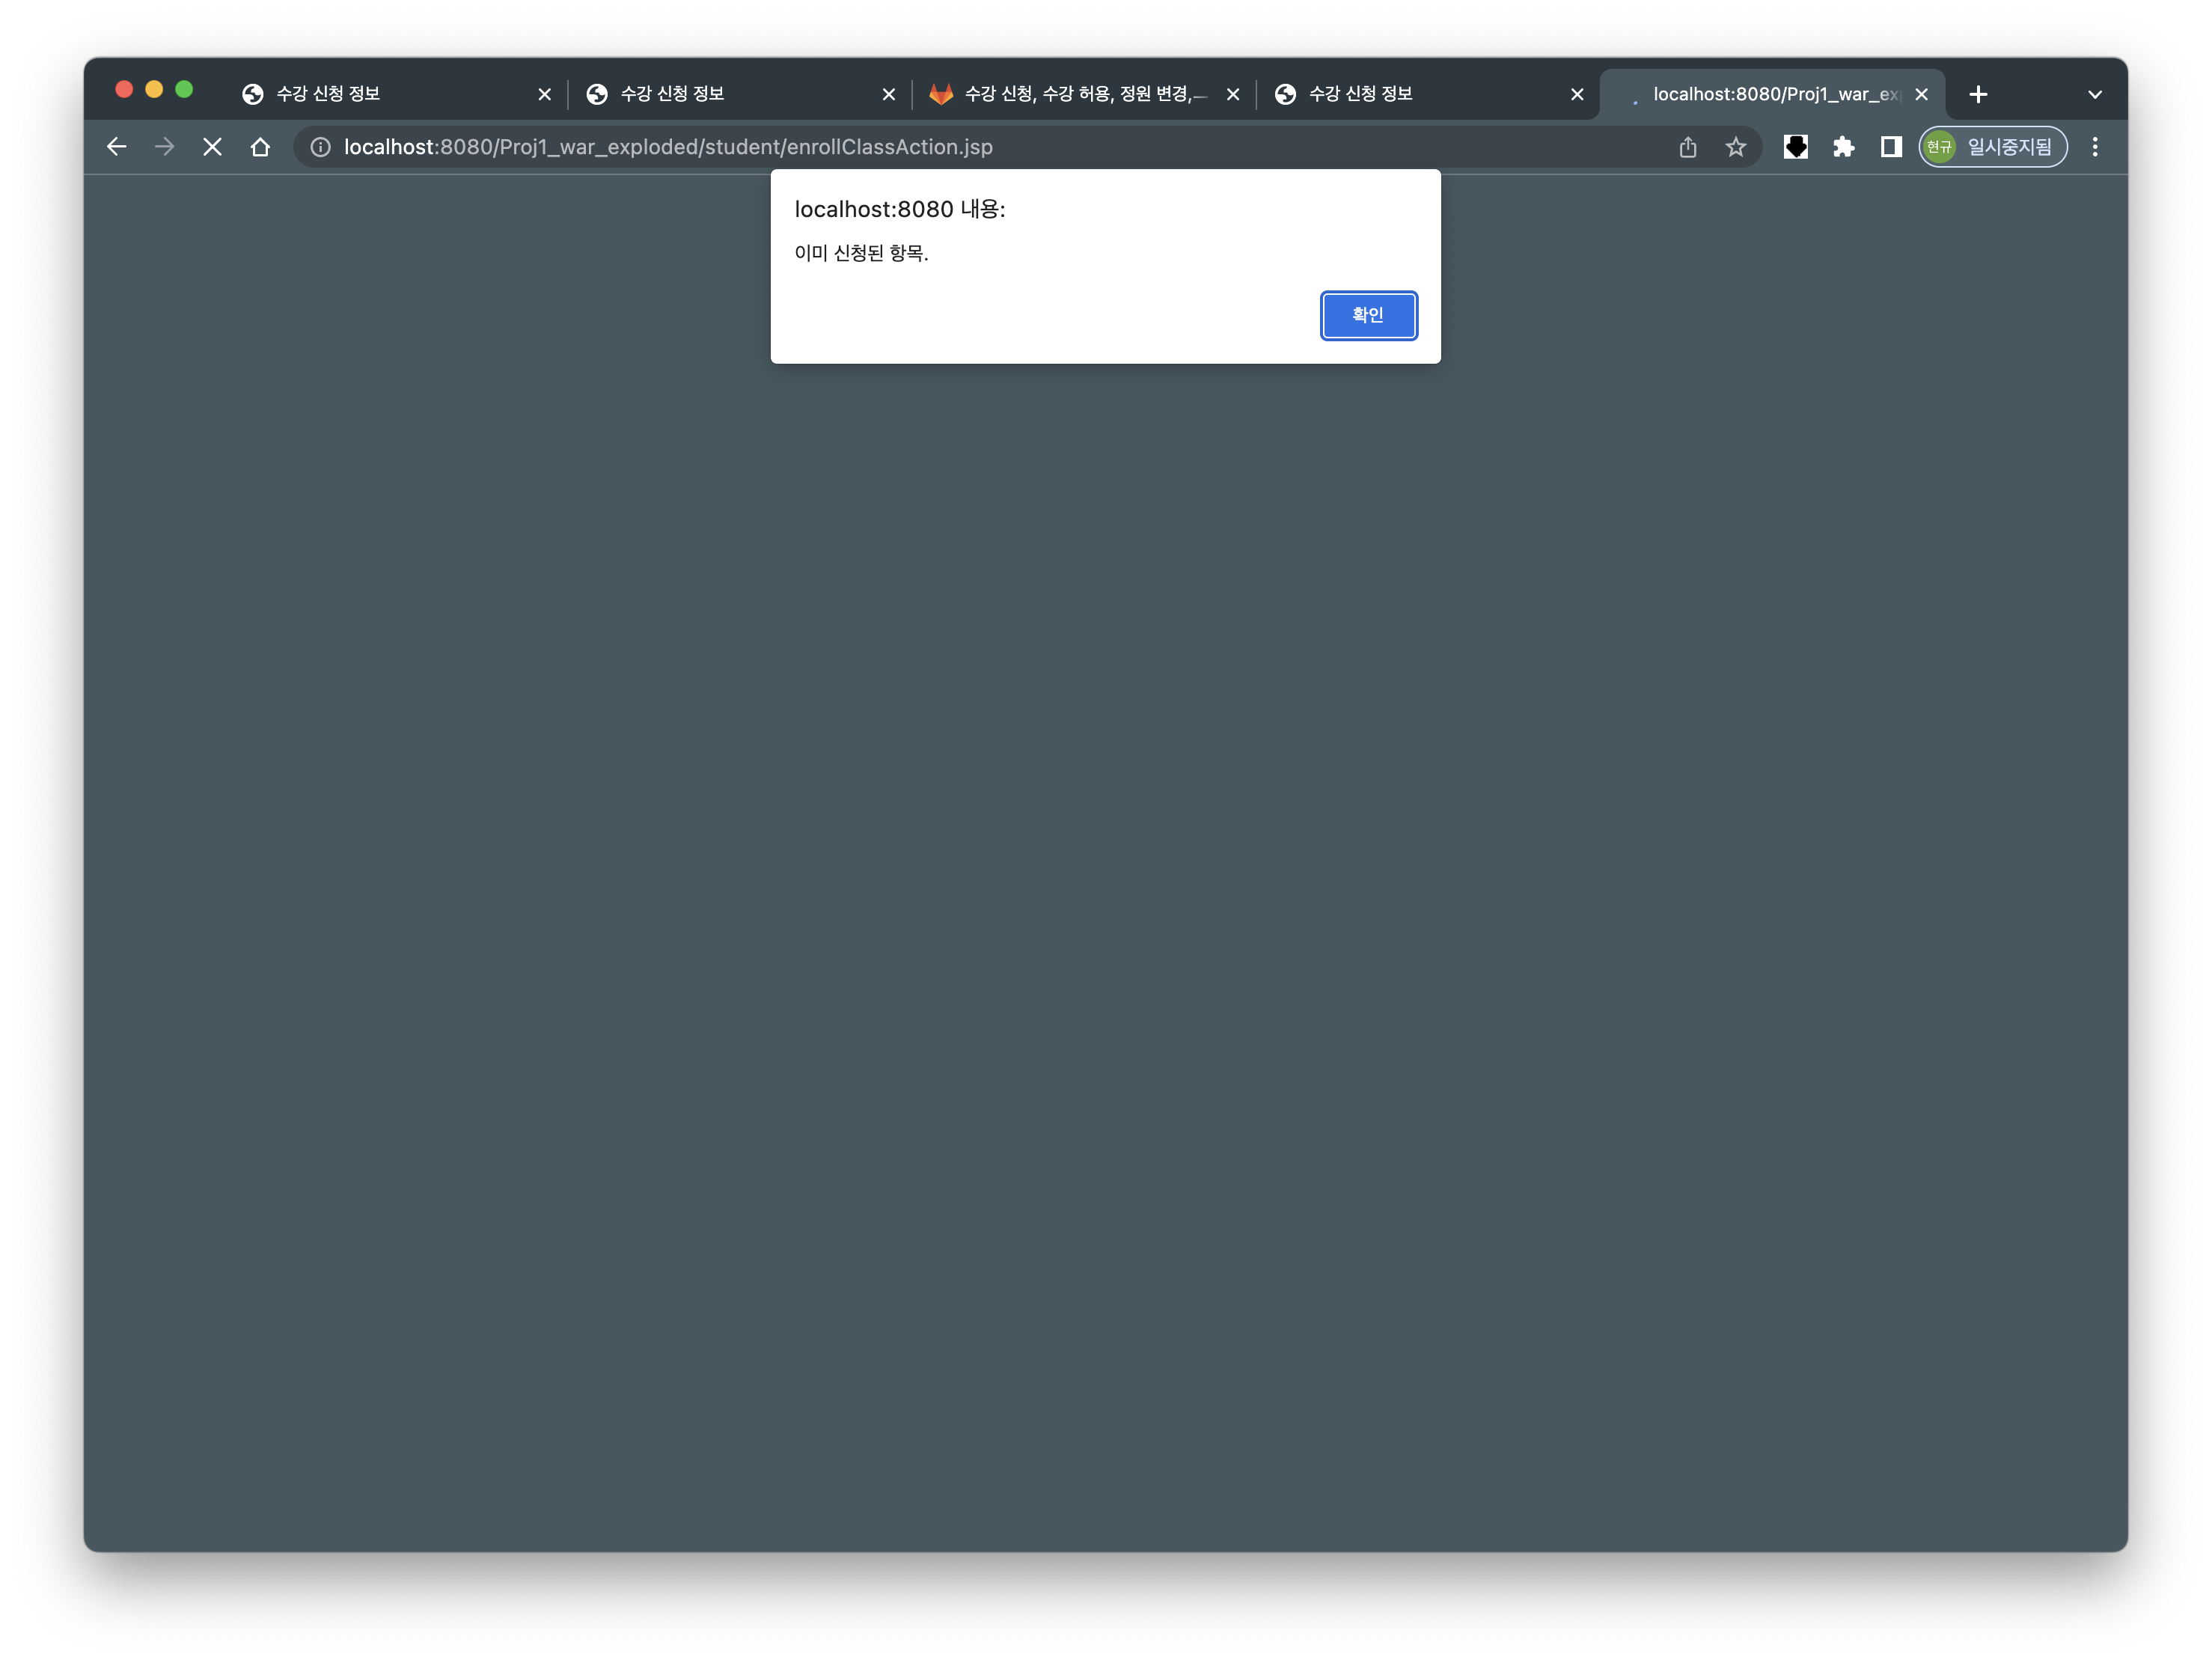 수강 신청 정보
수강 신청 정보
수강 신청, 수강 허용, 정원 변경,
수강 신청 정보
localhost:8080/Proj1_war_ex
localhost:8080/Proj1_war_exploded/student/enrollClassAction.jsp
현규 일시중지됨
localhost:8080 내용:
이미 신청된 항목.
확인